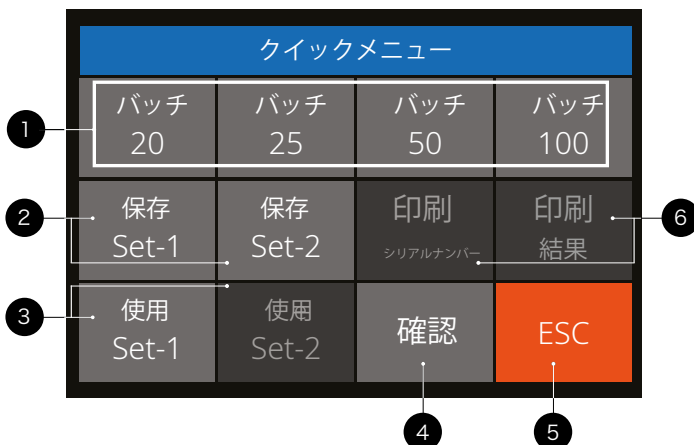 クイックメニュー
バッチ
20
バッチ
25
バッチ
50
バッチ
100
1
保存
Set-1
保存
Set-2
印刷
シリアルナンバー
印刷
結果
2
6
使用
Set-1
使用
Set-2
確認
ESC
3
4
5